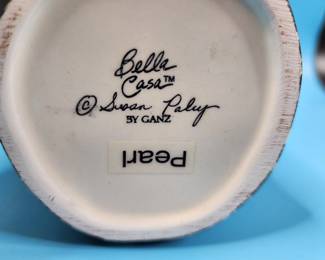 Bella
Casa™
© Susan Paley
BY GANZ
Pearl